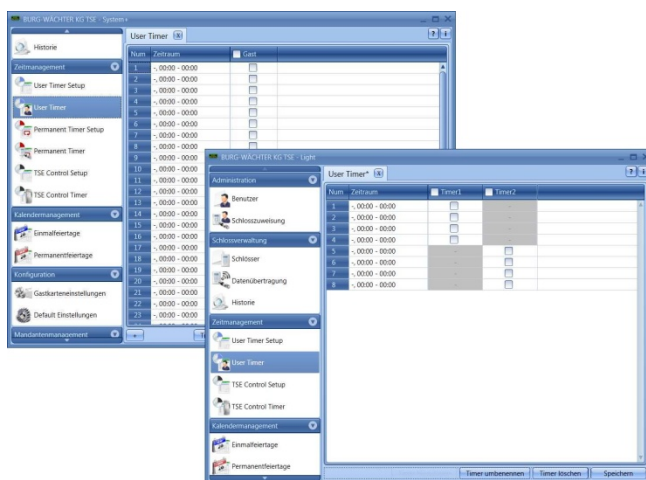 BURG-WÄCHTER KG TSE - System+
Historie
Zeitmanagement
User Timer Setup
User Timer
Permanent Timer Setup
Permanent Timer
TSE Control Setup
TSE Control Timer
Kalendermanagement
Einmalfeiertage
Permanentfeiertage
Konfiguration
Gastkarteneinstellungen
Default Einstellungen
Mandantenmanagement
User Timer
Num Zeitraum Gast
1 -, 00:00 - 00:00
2 -, 00:00 - 00:00
3 -, 00:00 - 00:00
4 -, 00:00 - 00:00
5 -, 00:00 - 00:00
6 -, 00:00 - 00:00
7 -, 00:00 - 00:00
8 -, 00:00 - 00:00
9 -, 00:00 - 00:00
10 -, 00:00 - 00:00
11 -, 00:00 - 00:00
12 -, 00:00 - 00:00
13 -, 00:00 - 00:00
14 -, 00:00 - 00:00
15 -, 00:00 - 00:00
16 -, 00:00 - 00:00
17 -, 00:00 - 00:00
18 -, 00:00 - 00:00
19 -, 00:00 - 00:00
20 -, 00:00 - 00:00
21 -, 00:00 - 00:00
22 -, 00:00 - 00:00
23 -, 00:00 - 00:00
BURG-WÄCHTER KG TSE - Light
Administration
Benutzer
Schlosszuweisung
Schlossverwaltung
Schlösser
Datenübertragung
Historie
Zeitmanagement
User Timer Setup
User Timer
TSE Control Setup
TSE Control Timer
Kalendermanagement
Einmalfeiertage
Permanentfeiertage
User Timer*
Num Zeitraum Timer1 Timer2
1 -, 00:00 - 00:00 -
2 -, 00:00 - 00:00 -
3 -, 00:00 - 00:00 -
4 -, 00:00 - 00:00 -
5 -, 00:00 - 00:00 -
6 -, 00:00 - 00:00 -
7 -, 00:00 - 00:00 -
8 -, 00:00 - 00:00 -
Timer umbenennen Timer löschen Speichern